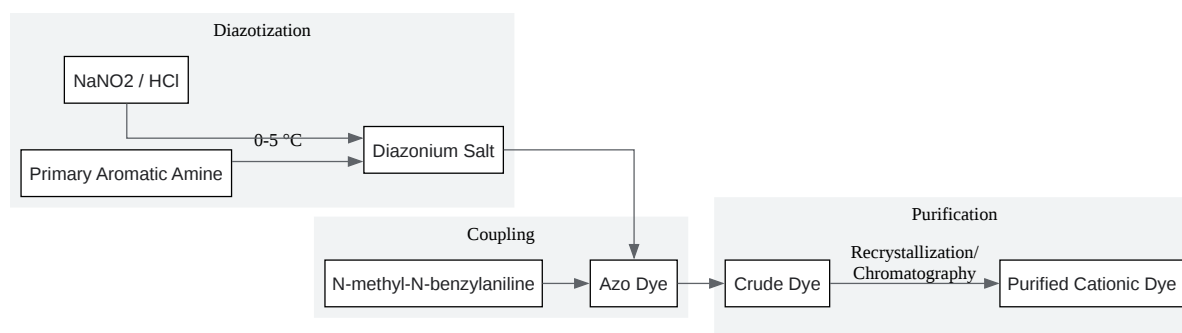 Diazotization
NaNO2 / HCl
0-5 °C
Diazonium Salt
Primary Aromatic Amine
Coupling
N-methyl-N-benzylaniline
Azo Dye
Purification
Recrystallization/
Chromatography
Crude Dye
Purified Cationic Dye